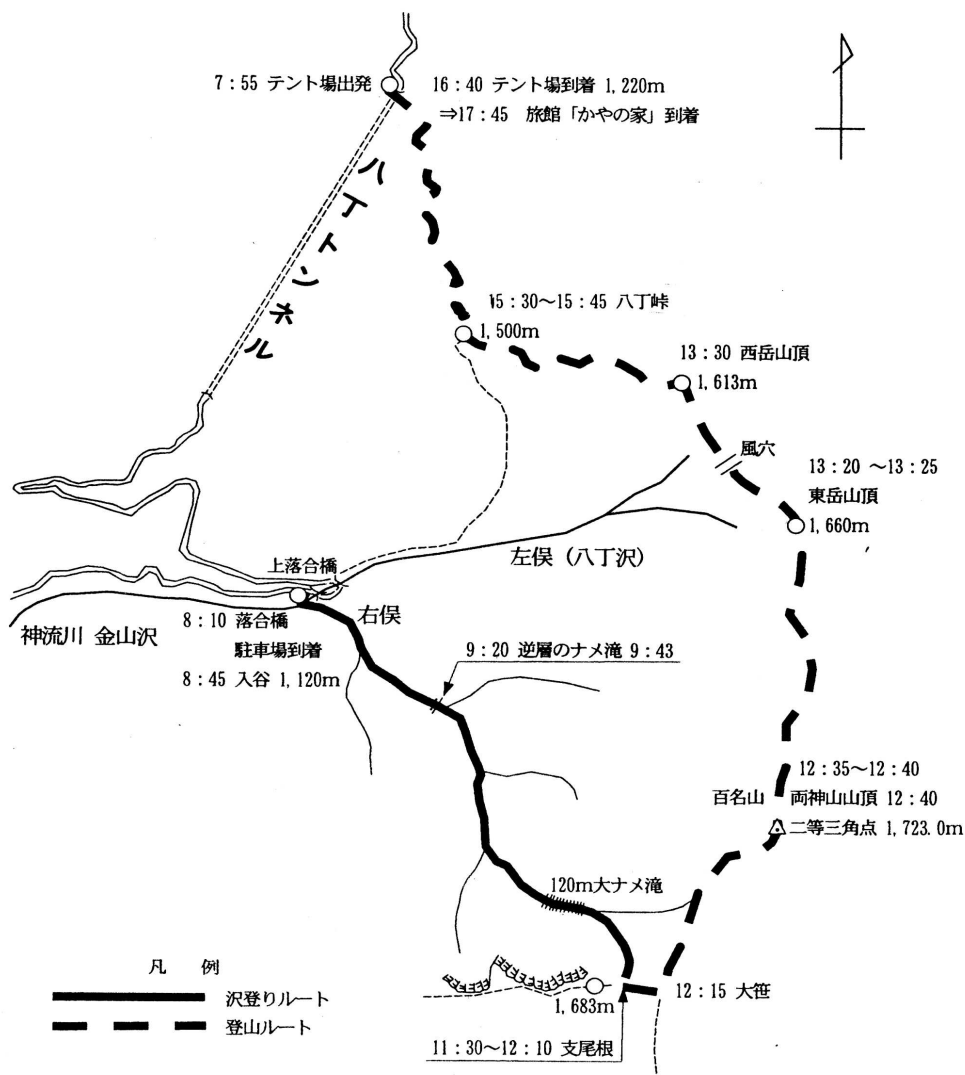 7:55 テント場出発
16:40 テント場到着 1,220m
⇒17:45 旅館「かやの家」到着
八丁トンネル
15:30〜15:45 八丁峠
1,500m
13:30 西岳山頂
1,613m
風穴
13:20 〜13:25
東岳山頂
1,660m
左俣(八丁沢)
上落合橋
右俣
神流川 金山沢
8:10 落合橋
駐車場到着
8:45 入谷 1,120m
9:20 逆層のナメ滝 9:43
12:35〜12:40
百名山 両神山山頂 12:40
二等三角点 1,723.0m
120m大ナメ滝
1,683m
12:15 大笹
11:30〜12:10 支尾根
凡 例
沢登りルート
登山ルート